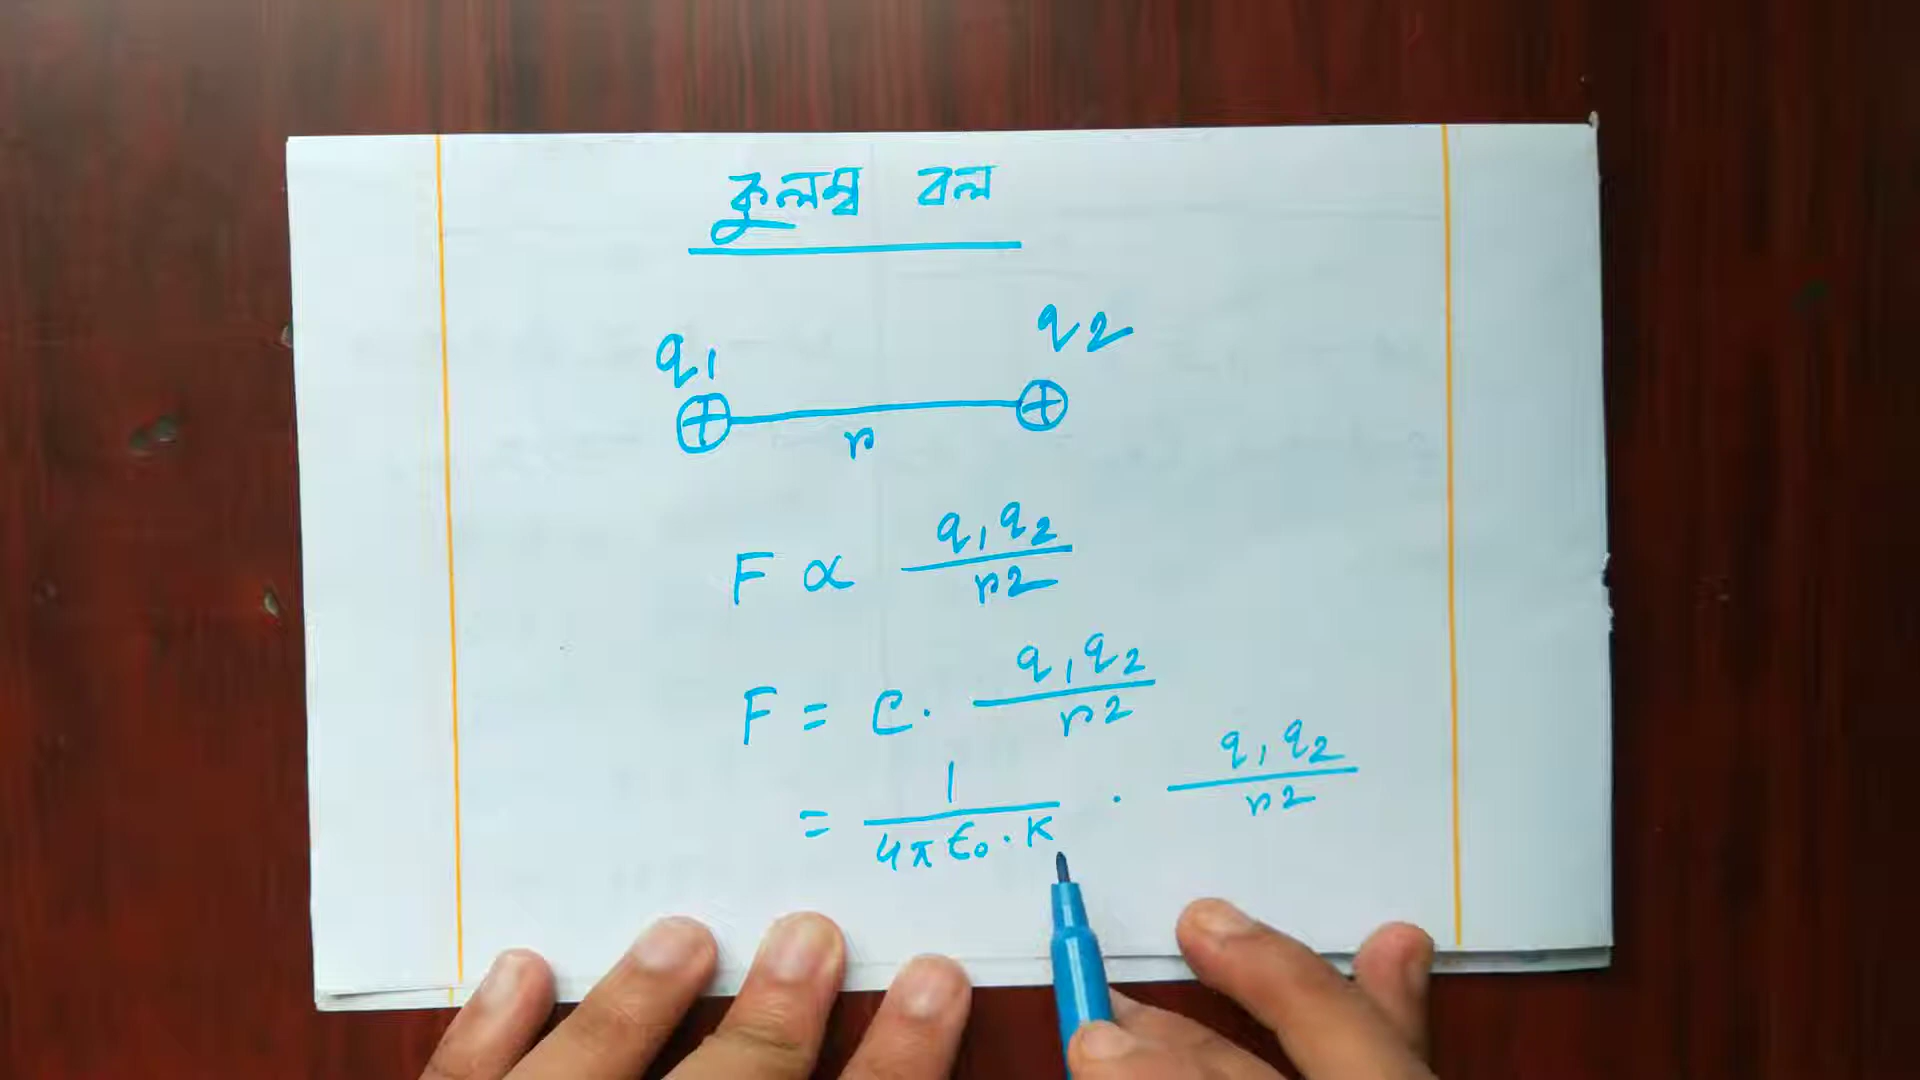 কুলম্ব বল
q1 q2
r
F ∝ q1q2/r2
F = C. q1q2/r2
= 1/4πϵ0.K . q1q2/r2